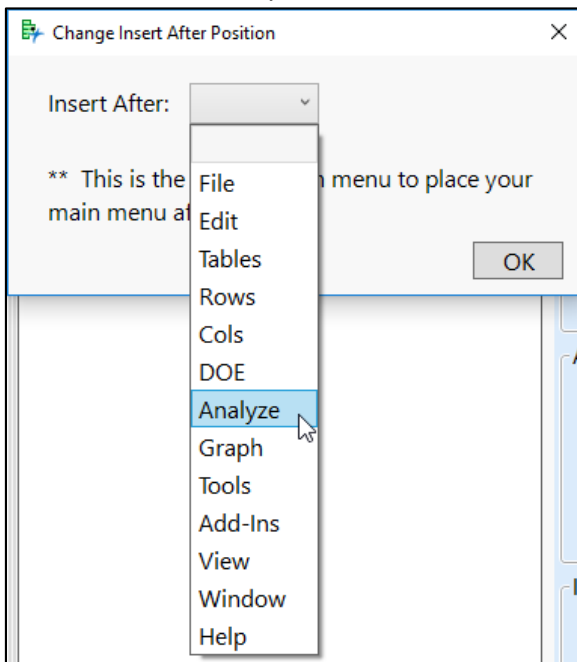 Change Insert After Position
Insert After:
** This is the
menu to place your
main menu
OK
File
Edit
Tables
Rows
Cols
DOE
Analyze
Graph
Tools
Add-Ins
View
Window
Help